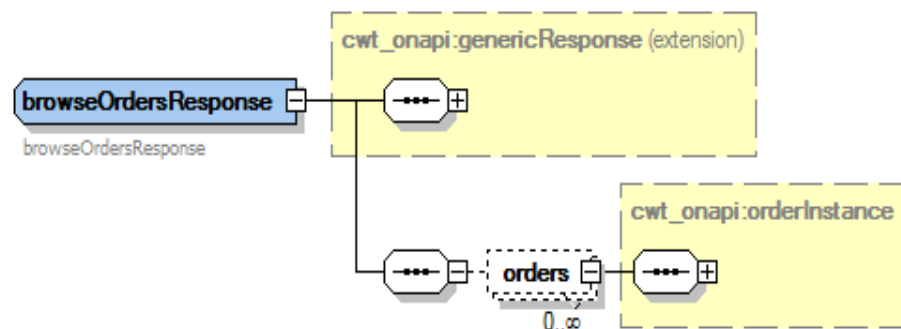 cwt_onapi:genericResponse (extension)
browseOrdersResponse
browseOrdersResponse
cwt_onapi:orderInstance
orders
0..∞